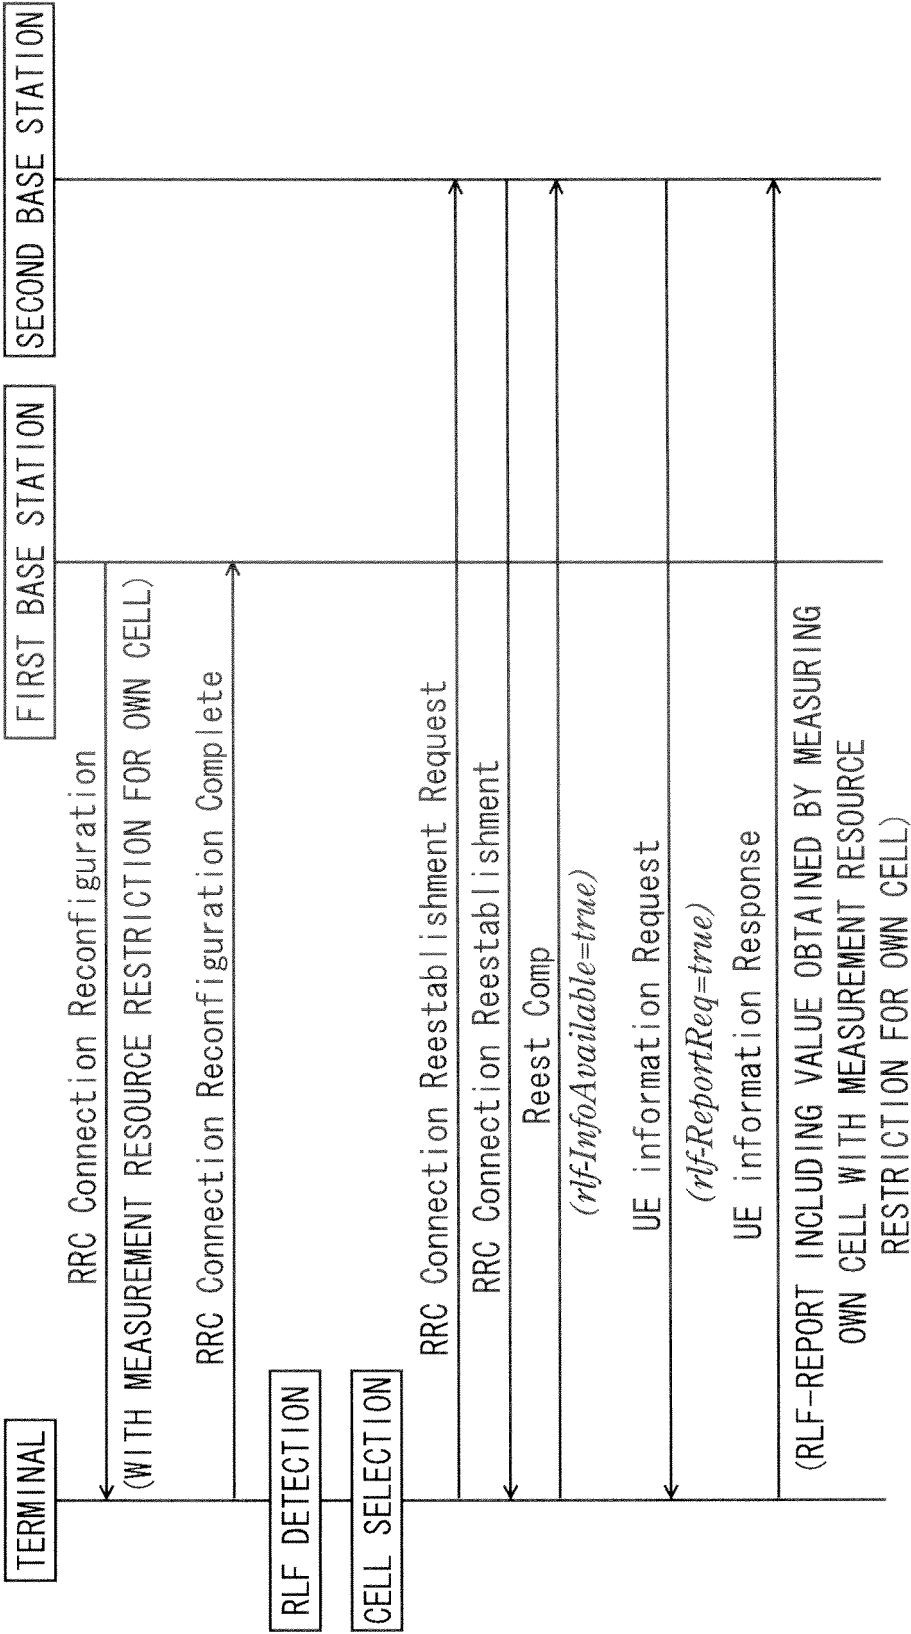 TERMINAL
FIRST BASE STATION
SECOND BASE STATION
RRC Connection Reconfiguration
(WITH MEASUREMENT RESOURCE RESTRICTION FOR OWN CELL)
RRC Connection Reconfiguration Complete
RLF DETECTION
CELL SELECTION
RRC Connection Reestablishment Request
RRC Connection Reestablishment
Reest Comp
(rlf-InfoAvailable=true)
UE information Request
(rlf-ReportReq=true)
UE information Response
(RLF-REPORT INCLUDING VALUE OBTAINED BY MEASURING
OWN CELL WITH MEASUREMENT RESOURCE
RESTRICTION FOR OWN CELL)